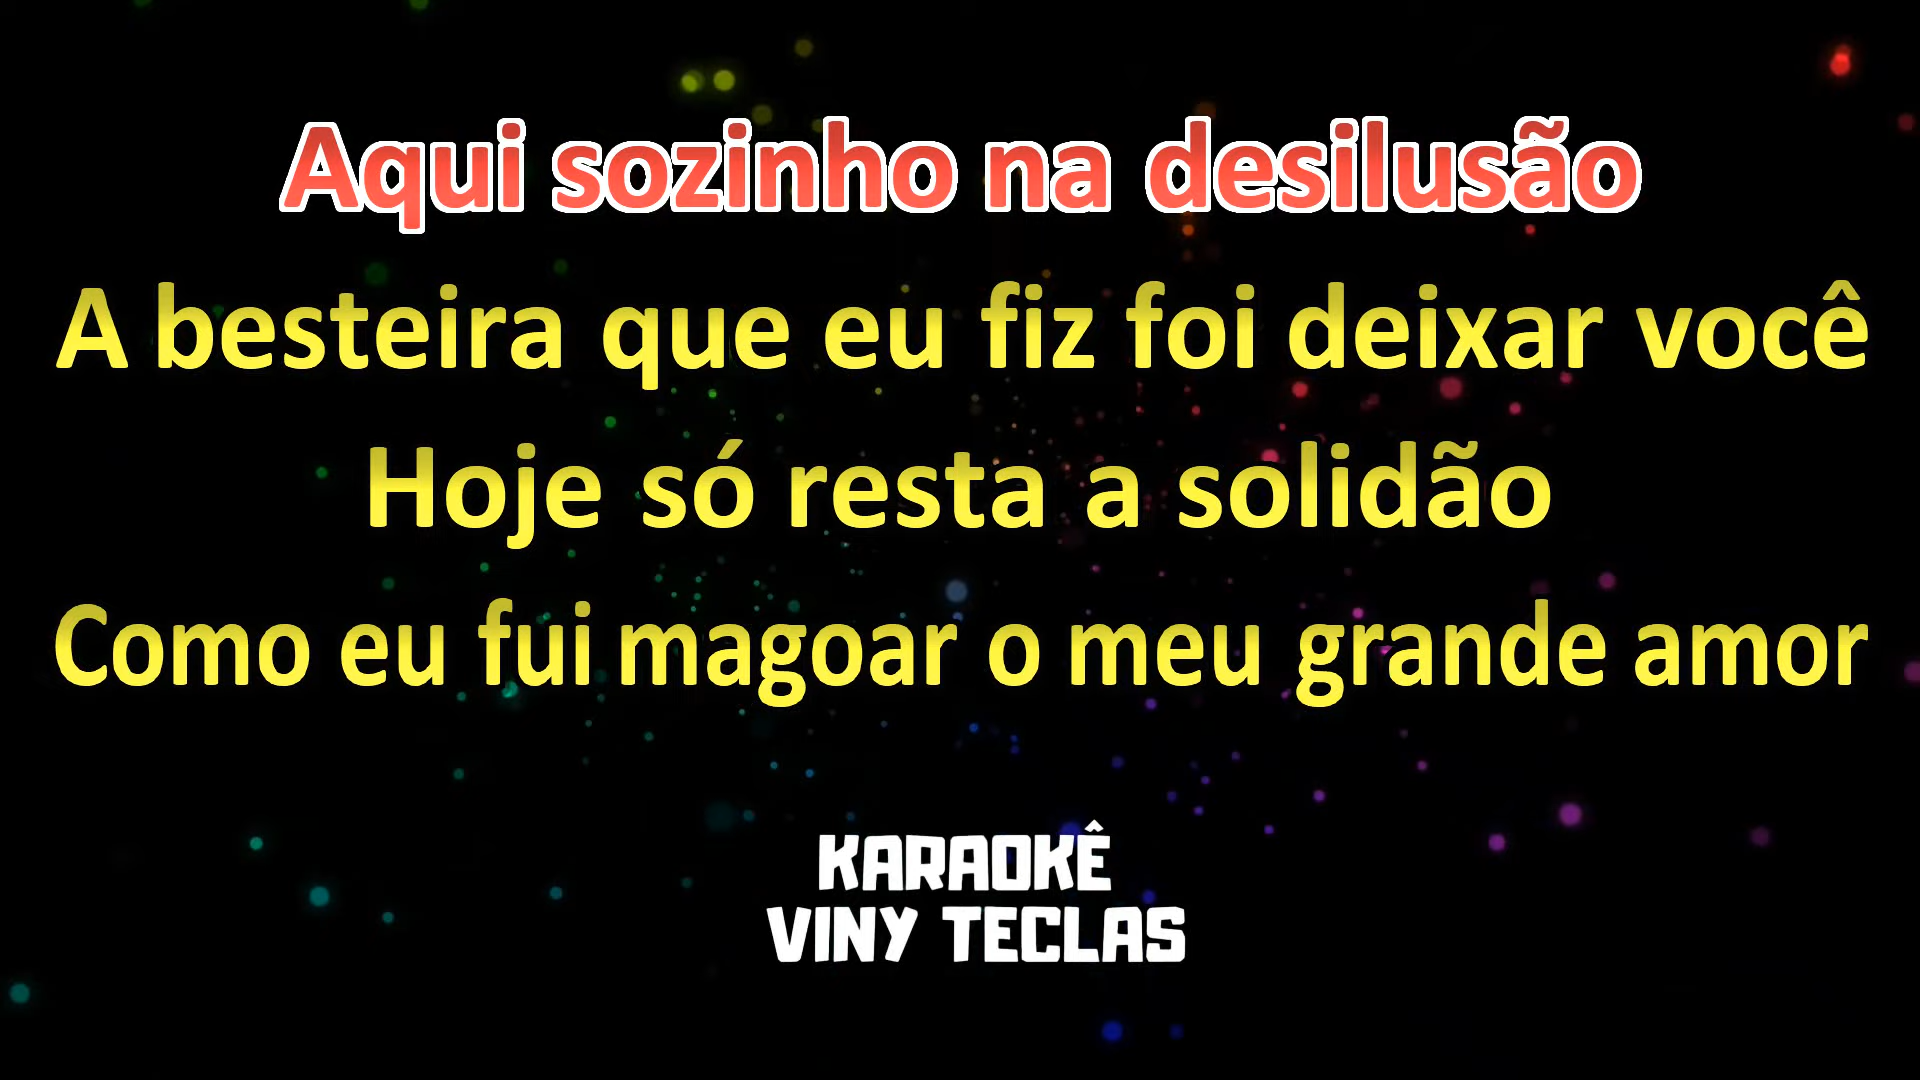 Aqui sozinho na desilusão
A besteira que eu fiz foi deixar você
Hoje só resta a solidão
Como eu fui magoar o meu grande amor
KARAOKÊ
VINY TECLAS